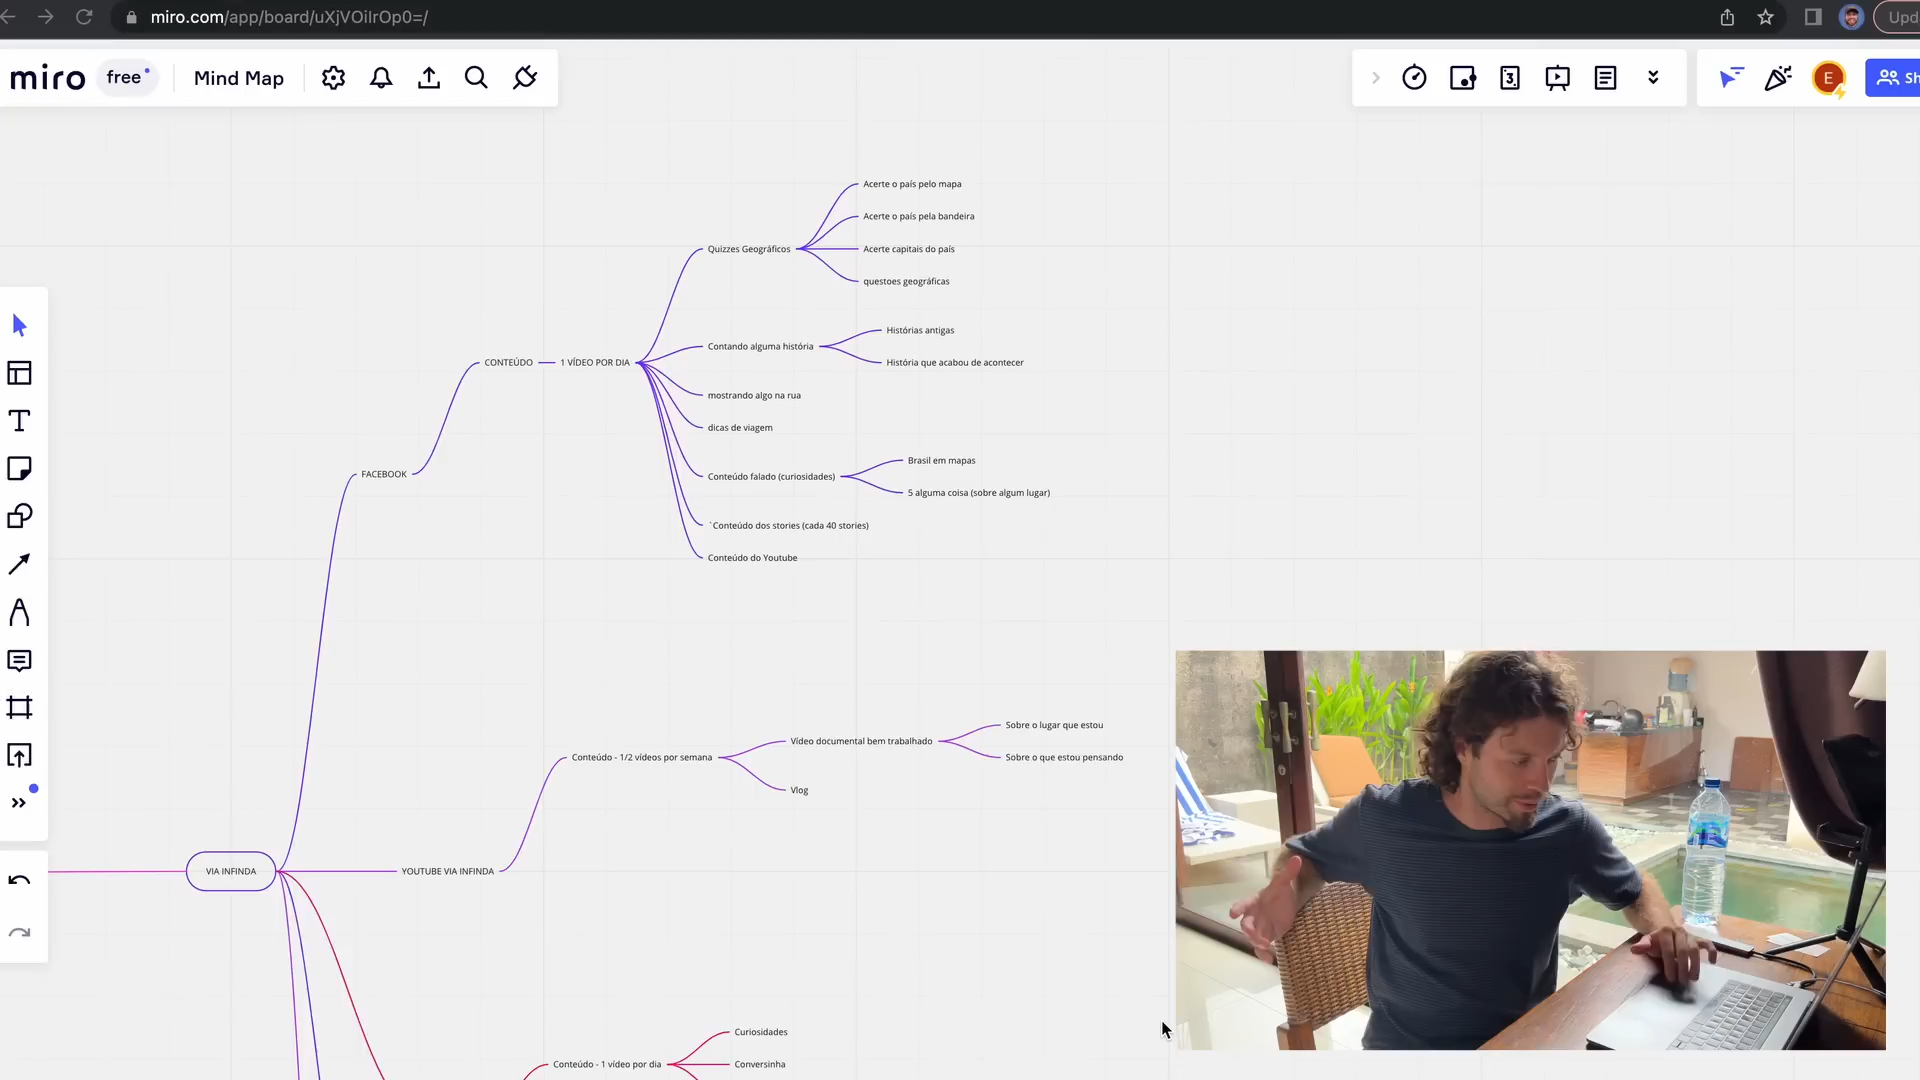 miro.com/app/board/uXjVOiIrOp0=/
Upd
miro
free
Mind Map
3
E
Sh
Acerte o país pelo mapa
Acerte o país pela bandeira
Quizzes Geográficos
Acerte capitais do país
questoes geográficas
Histórias antigas
Contando alguma história
CONTEÚDO
1 VÍDEO POR DIA
História que acabou de acontecer
mostrando algo na rua
dicas de viagem
Brasil em mapas
FACEBOOK
Conteúdo falado (curiosidades)
5 alguma coisa (sobre algum lugar)
`Conteúdo dos stories (cada 40 stories)
Conteúdo do Youtube
Sobre o lugar que estou
Vídeo documental bem trabalhado
Conteúdo - 1/2 vídeos por semana
Sobre o que estou pensando
Vlog
VIA INFINDA
YOUTUBE VIA INFINDA
Curiosidades
Conteúdo - 1 vídeo por dia
Conversinha